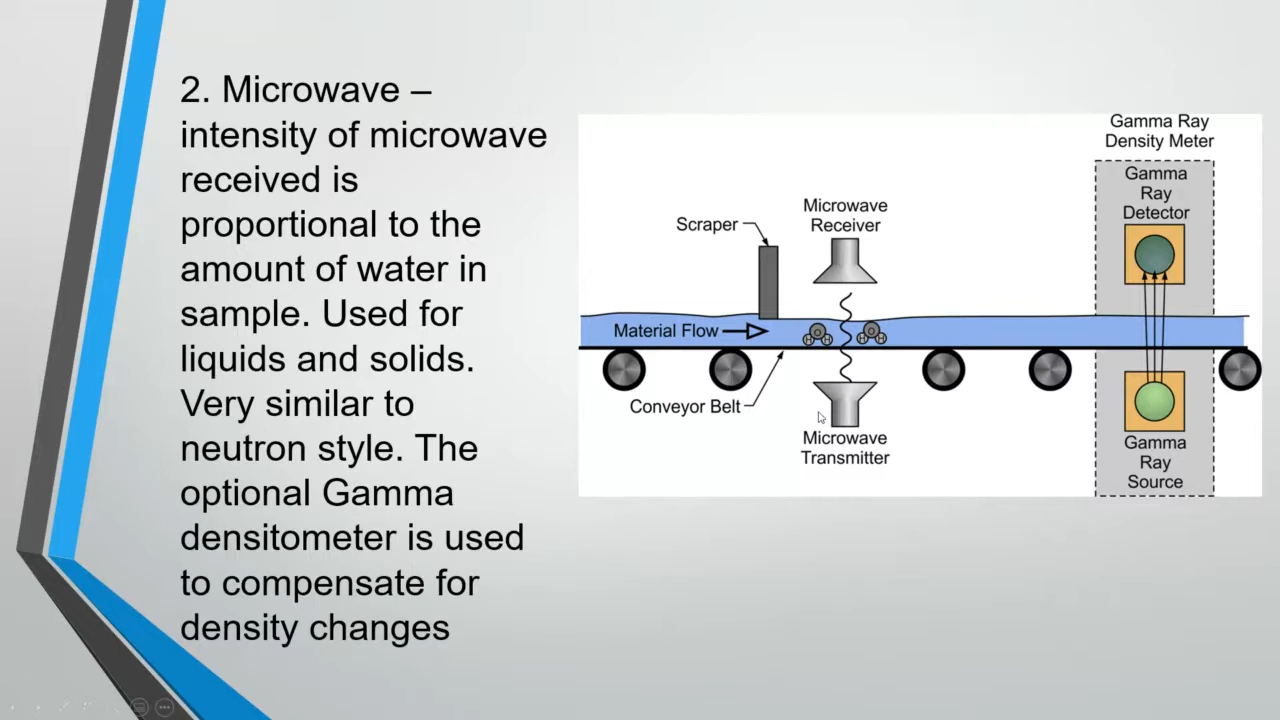 2. Microwave –
intensity of microwave
received is
proportional to the
amount of water in
sample. Used for
liquids and solids.
Very similar to
neutron style. The
optional Gamma
densitometer is used
to compensate for
density changes
Gamma Ray
Density Meter
Gamma
Ray
Detector
Microwave
Receiver
Scraper
Material Flow
H H H H
Conveyor Belt
Microwave
Transmitter
Gamma
Ray
Source